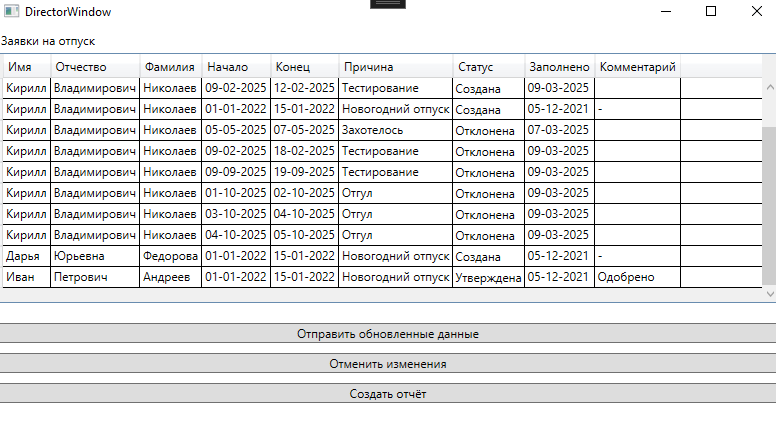 DirectorWindow
Заявки на отпуск
Имя Отчество Фамилия Начало Конец Причина Статус Заполнено Комментарий
Кирилл Владимирович Николаев 09-02-2025 12-02-2025 Тестирование Создана 09-03-2025
Кирилл Владимирович Николаев 01-01-2022 15-01-2022 Новогодний отпуск Создана 05-12-2021 -
Кирилл Владимирович Николаев 05-05-2025 07-05-2025 Захотелось Отклонена 07-03-2025
Кирилл Владимирович Николаев 09-02-2025 18-02-2025 Тестирование Отклонена 09-03-2025
Кирилл Владимирович Николаев 09-09-2025 19-09-2025 Тестирование Отклонена 09-03-2025
Кирилл Владимирович Николаев 01-10-2025 02-10-2025 Отгул Отклонена 09-03-2025
Кирилл Владимирович Николаев 03-10-2025 04-10-2025 Отгул Отклонена 09-03-2025
Кирилл Владимирович Николаев 04-10-2025 05-10-2025 Отгул Отклонена 09-03-2025
Дарья Юрьевна Федорова 01-01-2022 15-01-2022 Новогодний отпуск Создана 05-12-2021 -
Иван Петрович Андреев 01-01-2022 15-01-2022 Новогодний отпуск Утверждена 05-12-2021 Одобрено
Отправить обновленные данные
Отменить изменения
Создать отчёт